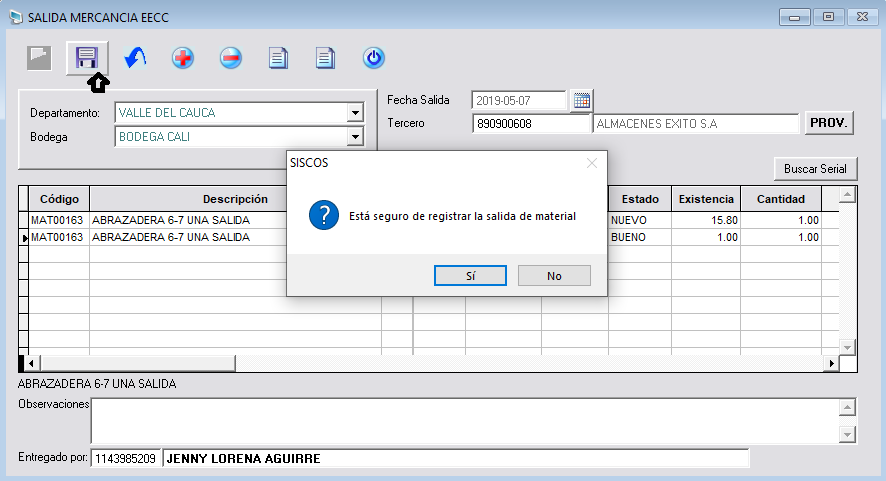 SALIDA MERCANCIA EECC
Departamento: VALLE DEL CAUCA
Bodega BODEGA CALI
Fecha Salida 2019-05-07
Tercero 890900608 ALMACENES EXITO S.A PROV.
Buscar Serial
SISCOS
Está seguro de registrar la salida de material
Sí No
Código Descripción Estado Existencia Cantidad
MAT00163 ABRAZADERA 6-7 UNA SALIDA NUEVO 15.80 1.00
MAT00163 ABRAZADERA 6-7 UNA SALIDA BUENO 1.00 1.00
ABRAZADERA 6-7 UNA SALIDA
Observaciones
Entregado por: 1143985209 JENNY LORENA AGUIRRE